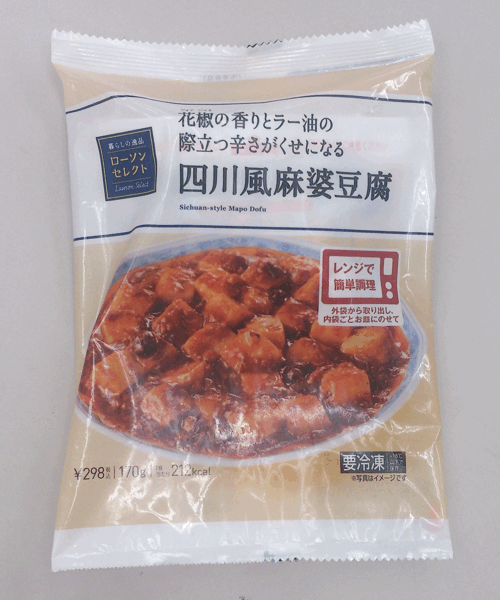 花椒の香りとラー油の
際立つ辛さがくせになる
四川風麻婆豆腐
Sichuan-style Mapo Dofu
暮らしの逸品
ローソン
セレクト
Lawson Select
レンジで
簡単調理
外袋から取り出し、
内袋ごとお皿にのせて
¥298 税込 170g 212kcal
要冷凍
※写真はイメージです